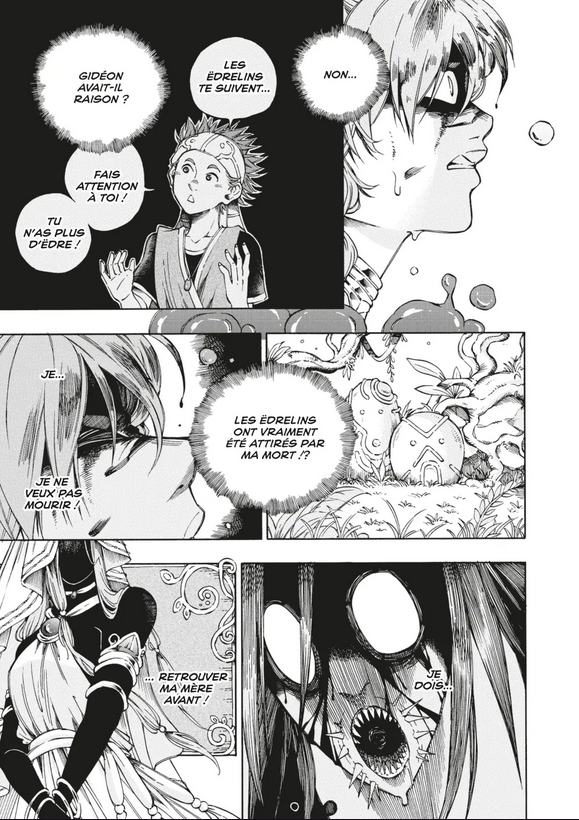 NON...
LES
ËDRELINS
TE SUIVENT...
GIDÉON
AVAIT-IL
RAISON ?
FAIS
ATTENTION
À TOI !
TU
N'AS PLUS
D'ËDRE !
LES ËDRELINS
ONT VRAIMENT
ÉTÉ ATTIRÉS PAR
MA MORT !?
JE...
JE NE
VEUX PAS
MOURIR !
JE
DOIS...
... RETROUVER
MA MÈRE
AVANT !